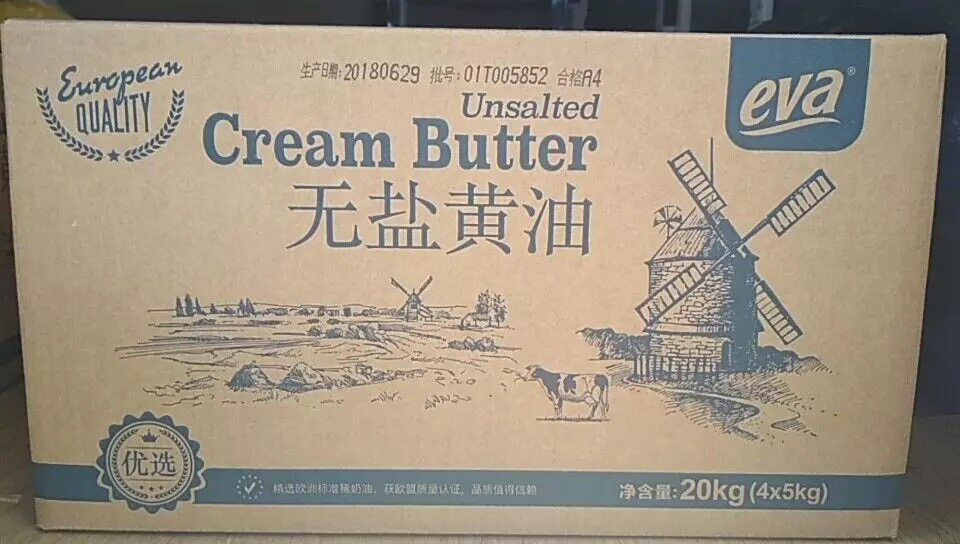 European
QUALITY
生产日期:20180629 批号:01T005852 合格A4
eva®
Unsalted
Cream Butter
无盐黄油
优选
精选欧洲标准稀奶油，获欧盟质量认证，品质值得信赖
净含量:20kg(4x5kg)